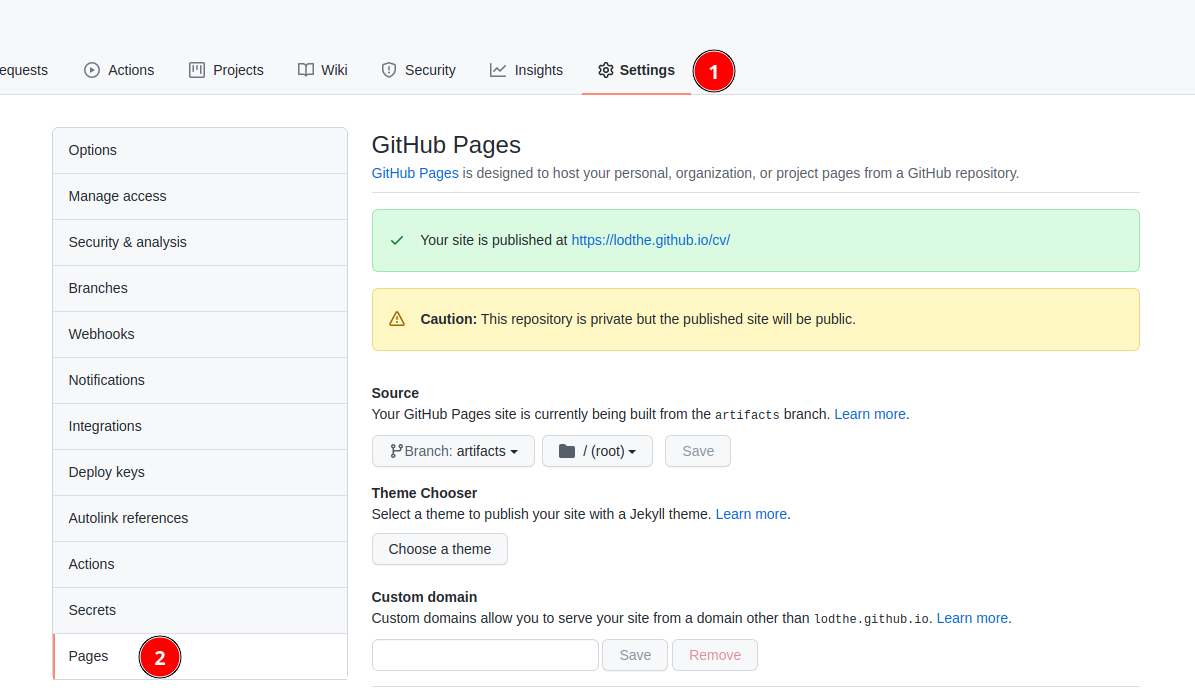 equests Actions Projects Wiki Security Insights Settings 1
Options
Manage access
Security & analysis
Branches
Webhooks
Notifications
Integrations
Deploy keys
Autolink references
Actions
Secrets
Pages 2
GitHub Pages
GitHub Pages is designed to host your personal, organization, or project pages from a GitHub repository.
Your site is published at https://lodthe.github.io/cv/
Caution: This repository is private but the published site will be public.
Source
Your GitHub Pages site is currently being built from the artifacts branch. Learn more.
Branch: artifacts / (root) Save
Theme Chooser
Select a theme to publish your site with a Jekyll theme. Learn more.
Choose a theme
Custom domain
Custom domains allow you to serve your site from a domain other than lodthe.github.io. Learn more.
Save Remove